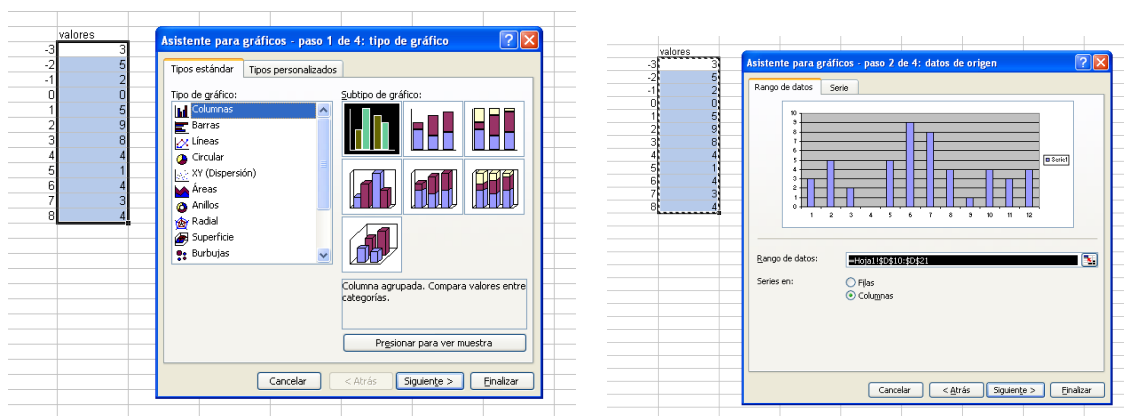 valores
-3 3
-2 5
-1 2
0 0
1 5
2 9
3 8
4 4
5 1
6 4
7 3
8 4
Asistente para gráficos - paso 1 de 4: tipo de gráfico
Tipos estándar Tipos personalizados
Tipo de gráfico: Subtipo de gráfico:
Columnas
Barras
Líneas
Circular
XY (Dispersión)
Áreas
Anillos
Radial
Superficie
Burbujas
Columna agrupada. Compara valores entre
categorías.
Presionar para ver muestra
Cancelar < Atrás Siguiente > Finalizar
valores
-3 3
-2 5
-1 2
0 0
1 5
2 9
3 8
4 4
5 1
6 4
7 3
8 4
Asistente para gráficos - paso 2 de 4: datos de origen
Rango de datos Serie
10
9
8
7
6
5
4
3
2
1
0
1 2 3 4 5 6 7 8 9 10 11 12
Serie1
Rango de datos: =Hoja1!$D$10:$D$21
Series en: Filas
Columnas
Cancelar < Atrás Siguiente > Finalizar